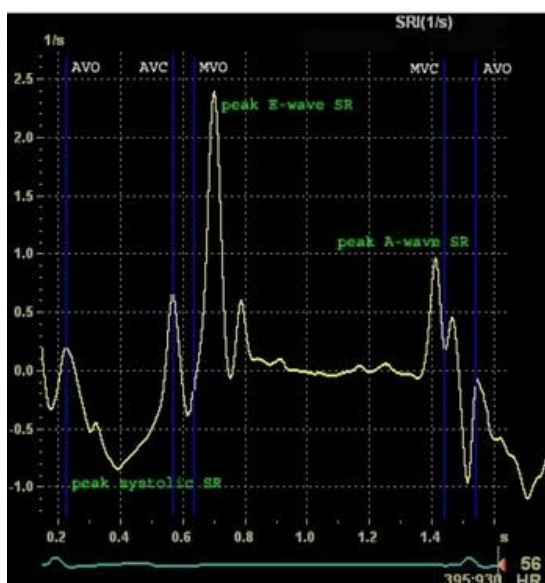 SRI(1/s)
1/s
AVO AVC MVO MVC AVO
2.5
peak E-wave SR
2.0
1.5
peak A-wave SR
1.0
0.5
0.0
-0.5
peak systolic SR
-1.0
0.2 0.4 0.6 0.8 1.0 1.2 1.4 s
56
395:930 HR